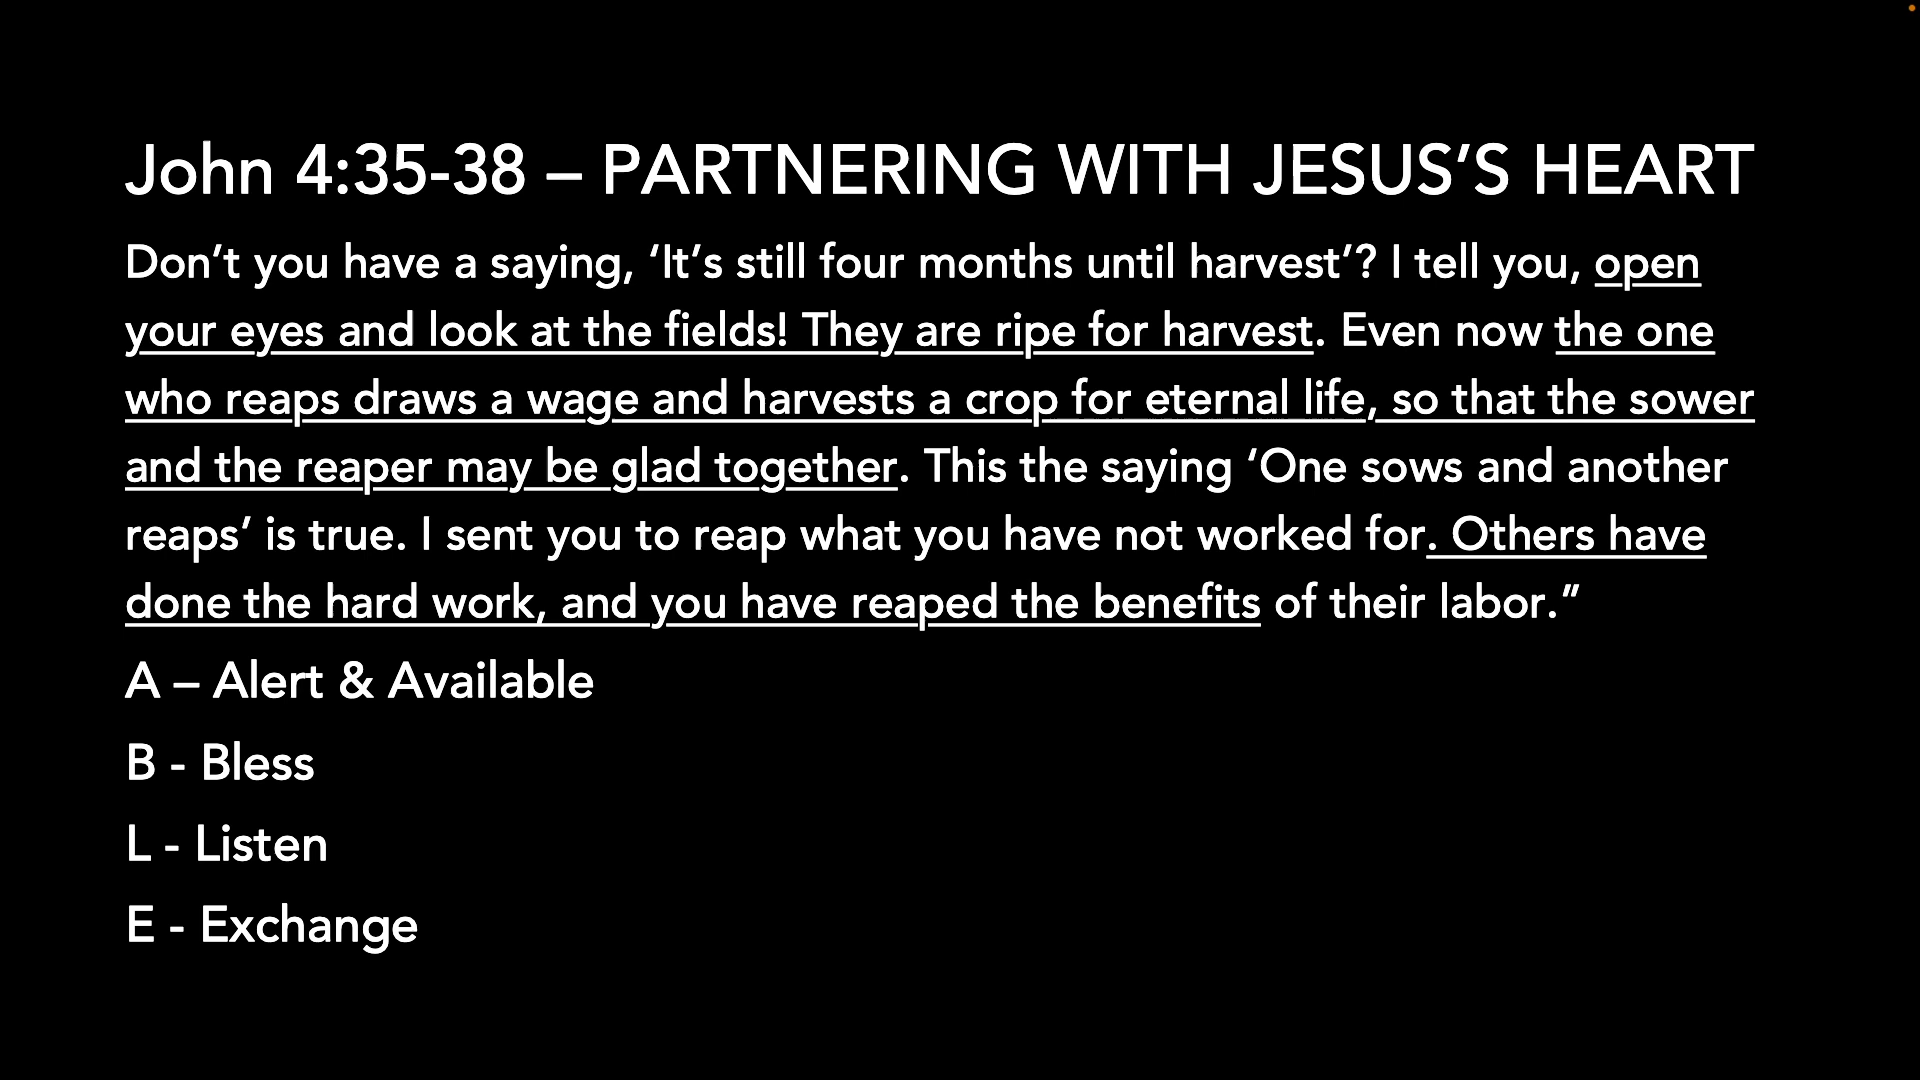 John 4:35-38 – PARTNERING WITH JESUS’S HEART
Don’t you have a saying, ‘It’s still four months until harvest’? I tell you, open
your eyes and look at the fields! They are ripe for harvest. Even now the one
who reaps draws a wage and harvests a crop for eternal life, so that the sower
and the reaper may be glad together. This the saying ‘One sows and another
reaps’ is true. I sent you to reap what you have not worked for. Others have
done the hard work, and you have reaped the benefits of their labor.”
A – Alert & Available
B - Bless
L - Listen
E - Exchange